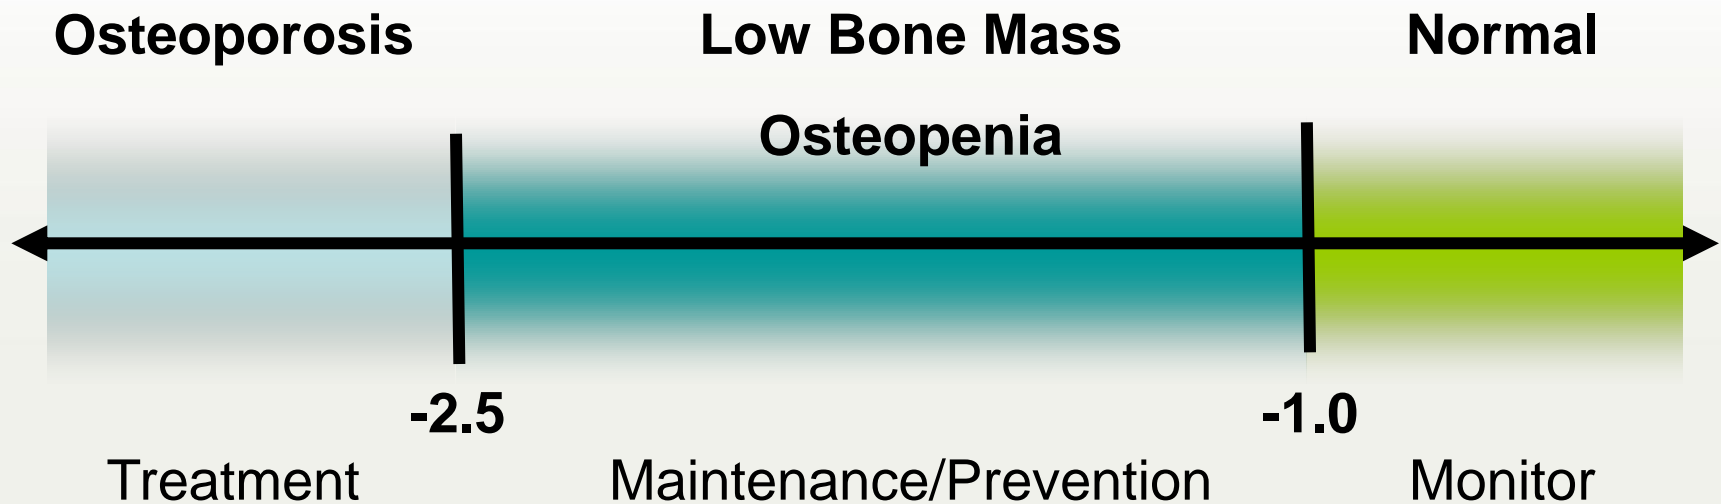 Osteoporosis Low Bone Mass Normal
Osteopenia
-2.5 -1.0
Treatment Maintenance/Prevention Monitor